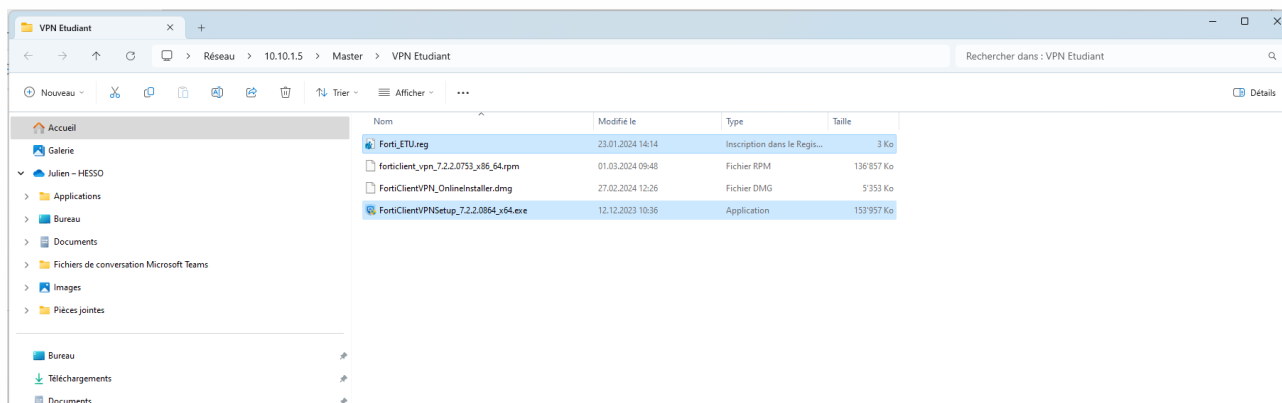 VPN Etudiant
Réseau > 10.10.1.5 > Master > VPN Etudiant
Rechercher dans : VPN Etudiant
Nouveau
Trier
Afficher
Détails
Accueil
Galerie
Julien – HESSO
Applications
Bureau
Documents
Fichiers de conversation Microsoft Teams
Images
Pièces jointes
Bureau
Téléchargements
Documents
Nom Modifié le Type Taille
Forti_ETU.reg 23.01.2024 14:14 Inscription dans le Regis... 3 Ko
forticlient_vpn_7.2.2.0753_x86_64.rpm 01.03.2024 09:48 Fichier RPM 136'857 Ko
FortiClientVPN_OnlineInstaller.dmg 27.02.2024 12:26 Fichier DMG 5'353 Ko
FortiClientVPNSetup_7.2.2.0864_x64.exe 12.12.2023 10:36 Application 153'957 Ko